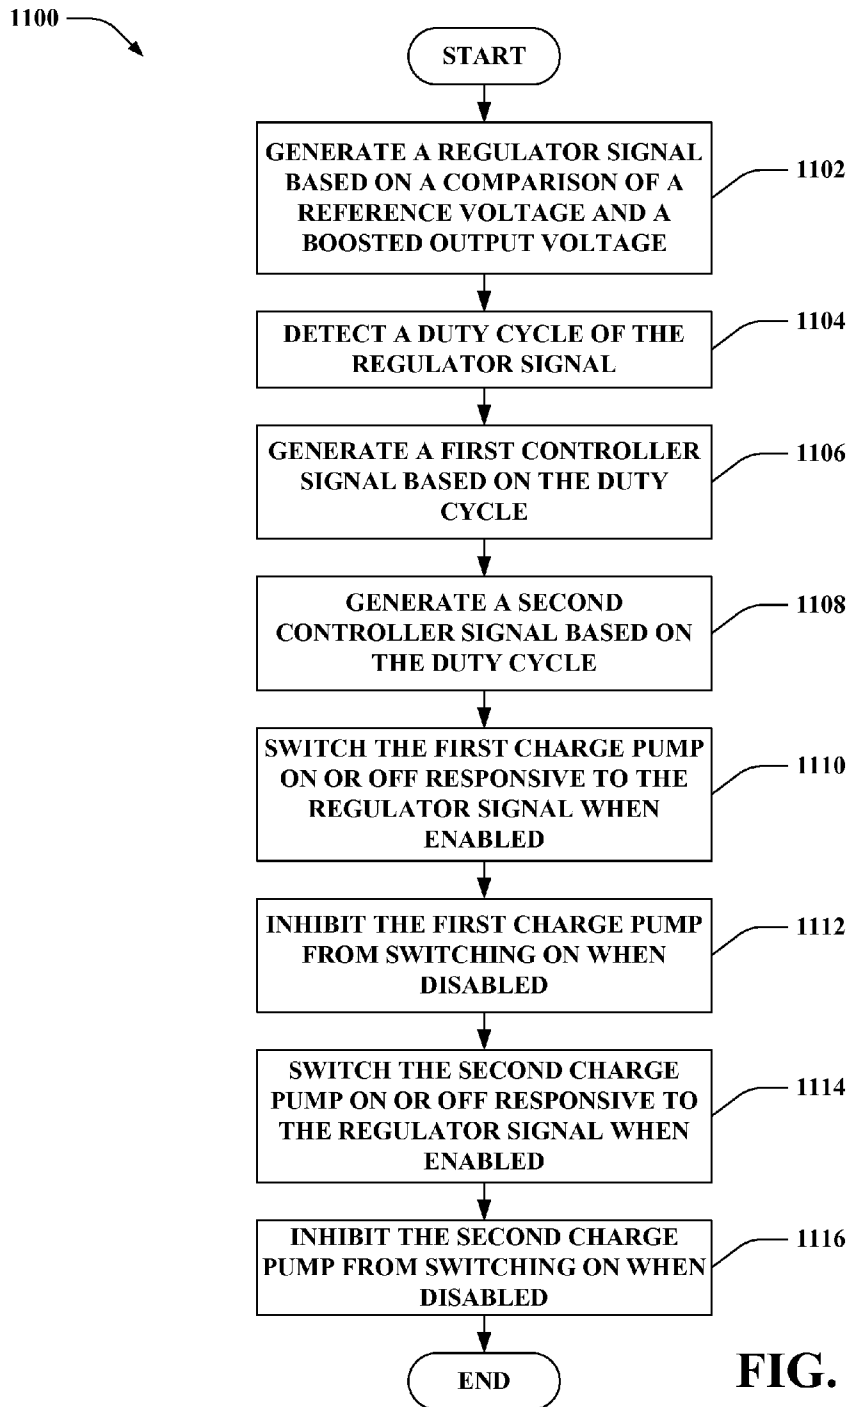 1100
START
GENERATE A REGULATOR SIGNAL
BASED ON A COMPARISON OF A
REFERENCE VOLTAGE AND A
BOOSTED OUTPUT VOLTAGE
1102
DETECT A DUTY CYCLE OF THE
REGULATOR SIGNAL
1104
GENERATE A FIRST CONTROLLER
SIGNAL BASED ON THE DUTY
CYCLE
1106
GENERATE A SECOND
CONTROLLER SIGNAL BASED ON
THE DUTY CYCLE
1108
SWITCH THE FIRST CHARGE PUMP
ON OR OFF RESPONSIVE TO THE
REGULATOR SIGNAL WHEN
ENABLED
1110
INHIBIT THE FIRST CHARGE PUMP
FROM SWITCHING ON WHEN
DISABLED
1112
SWITCH THE SECOND CHARGE
PUMP ON OR OFF RESPONSIVE TO
THE REGULATOR SIGNAL WHEN
ENABLED
1114
INHIBIT THE SECOND CHARGE
PUMP FROM SWITCHING ON WHEN
DISABLED
1116
END
FIG.